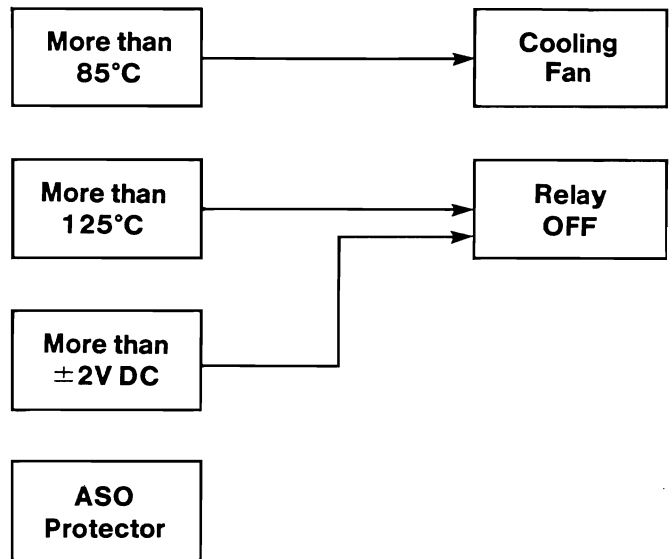 More than
85°C
Cooling
Fan
More than
125°C
Relay
OFF
More than
±2V DC
ASO
Protector